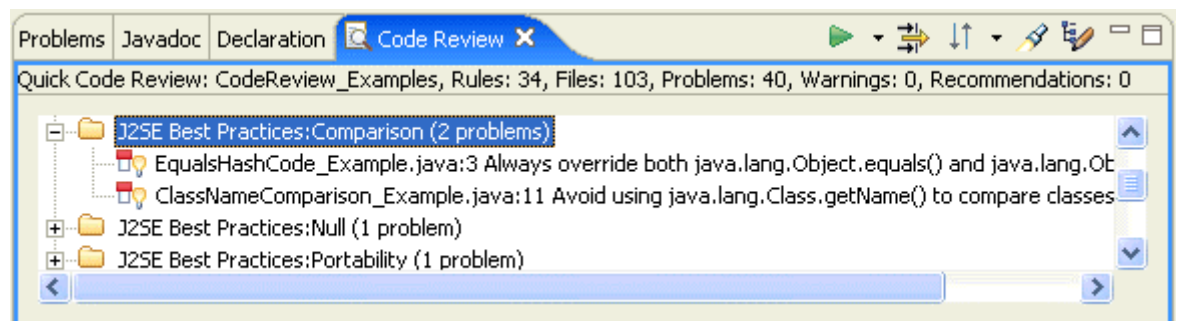 Problems Javadoc Declaration Code Review
Quick Code Review: CodeReview_Examples, Rules: 34, Files: 103, Problems: 40, Warnings: 0, Recommendations: 0
J2SE Best Practices:Comparison (2 problems)
EqualsHashCode_Example.java:3 Always override both java.lang.Object.equals() and java.lang.Ob
ClassNameComparison_Example.java:11 Avoid using java.lang.Class.getName() to compare classes
J2SE Best Practices:Null (1 problem)
J2SE Best Practices:Portability (1 problem)